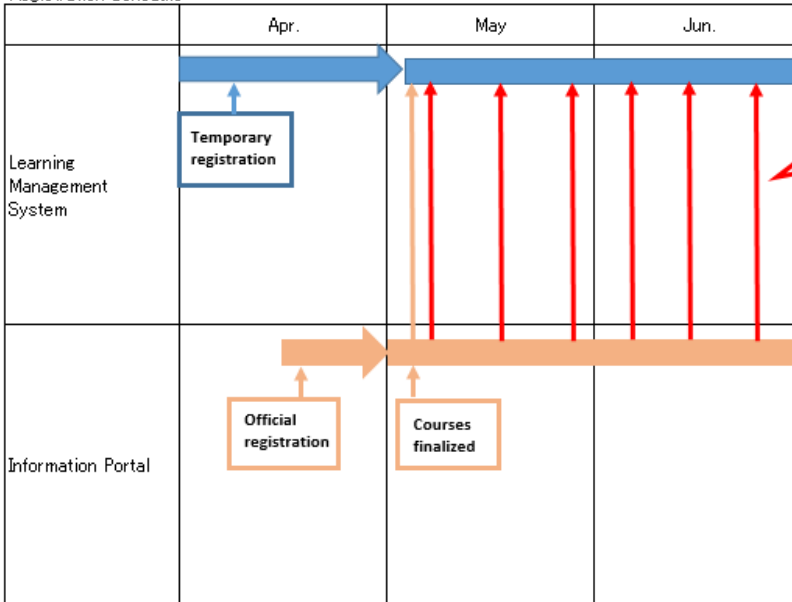 Apr.
May
Jun.
Temporary
registration
Learning
Management
System
Official
registration
Courses
finalized
Information Portal